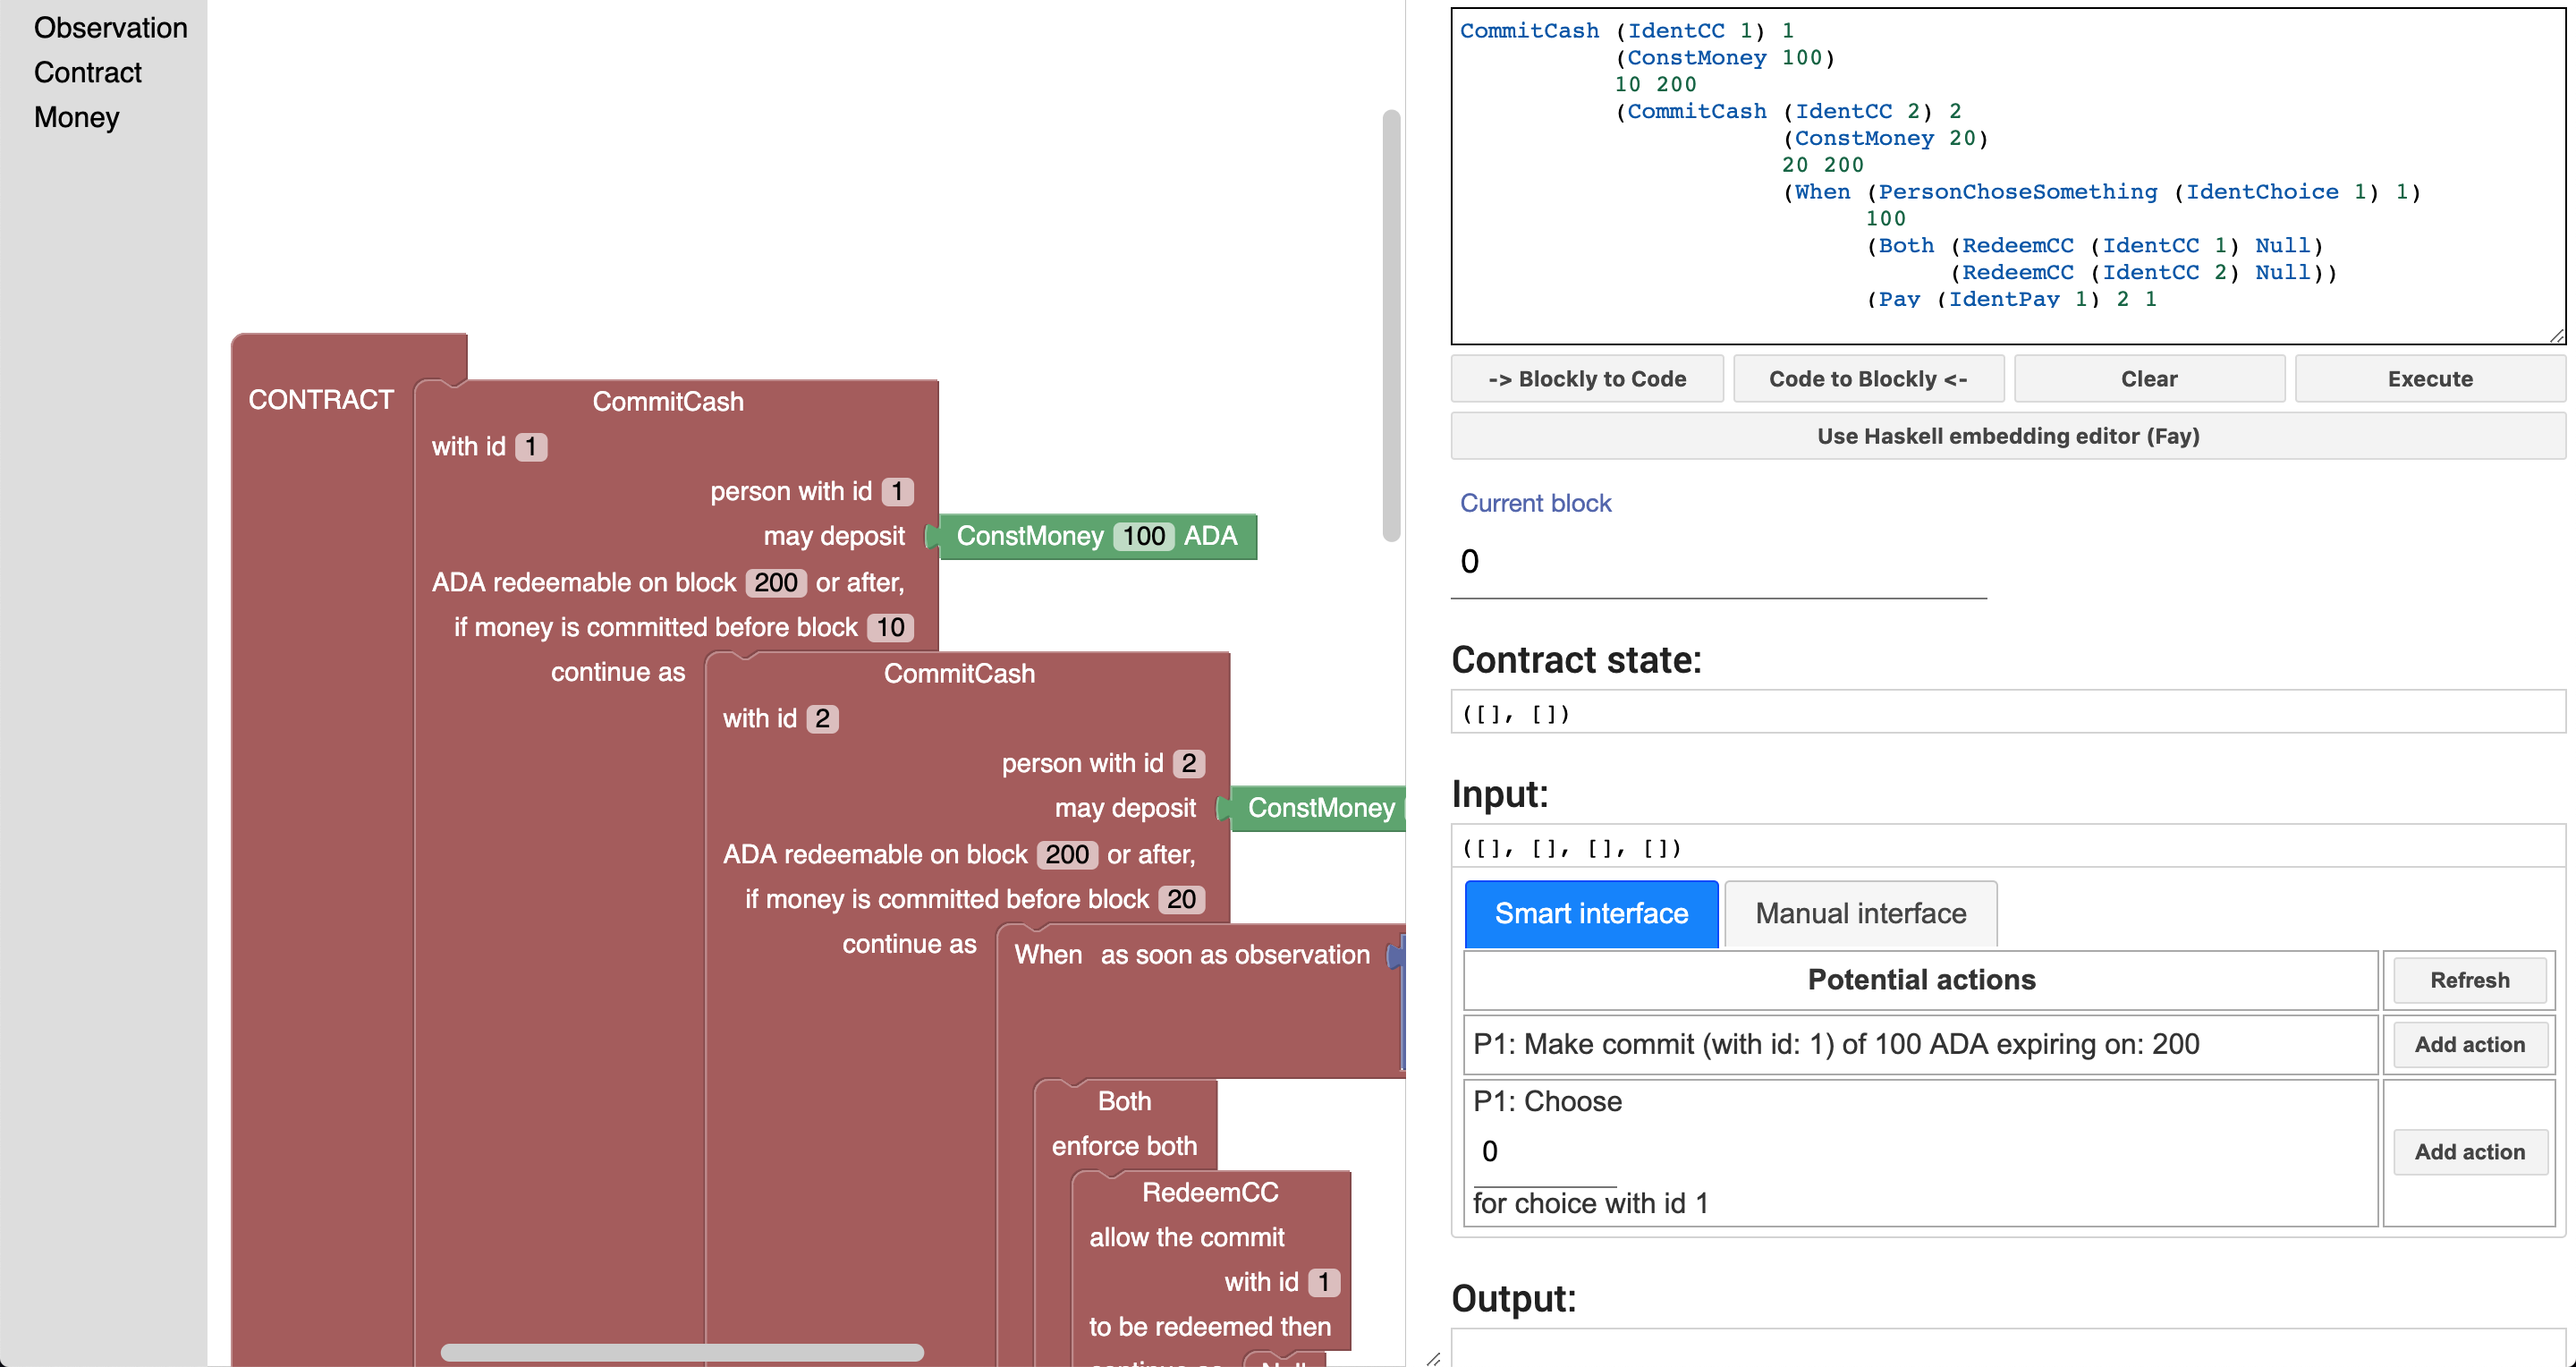 Observation
Contract
Money
CONTRACT
CommitCash
with id 1
person with id 1
may deposit
ConstMoney 100 ADA
ADA redeemable on block 200 or after,
if money is committed before block 10
continue as
CommitCash
with id 2
person with id 2
may deposit
ConstMoney
ADA redeemable on block 200 or after,
if money is committed before block 20
continue as
When as soon as observation
Both
enforce both
RedeemCC
allow the commit
with id 1
to be redeemed then
CommitCash (IdentCC 1) 1
(ConstMoney 100)
10 200
(CommitCash (IdentCC 2) 2
(ConstMoney 20)
20 200
(When (PersonChoseSomething (IdentChoice 1) 1)
100
(Both (RedeemCC (IdentCC 1) Null)
(RedeemCC (IdentCC 2) Null))
(Pay (IdentPay 1) 2 1
-> Blockly to Code
Code to Blockly <-
Clear
Execute
Use Haskell embedding editor (Fay)
Current block
0
Contract state:
([], [])
Input:
([], [], [], [])
Smart interface
Manual interface
Potential actions
Refresh
P1: Make commit (with id: 1) of 100 ADA expiring on: 200
Add action
P1: Choose
0
for choice with id 1
Add action
Output: